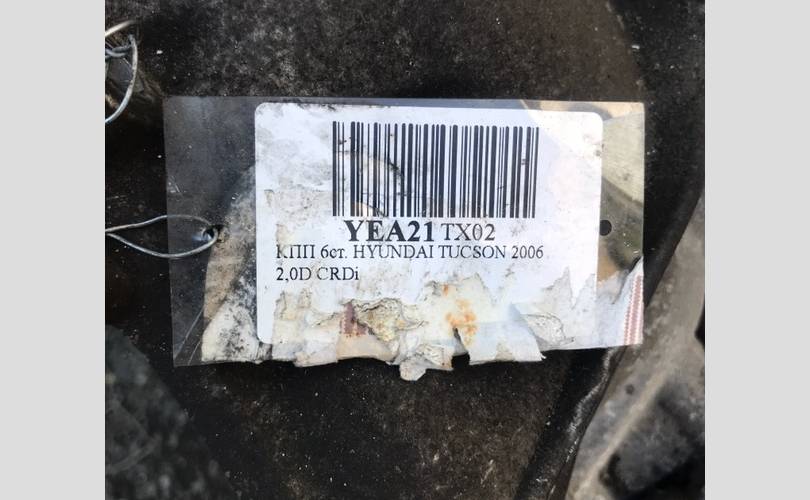 YEA21 TX02
КПП 6ст. HYUNDAI TUCSON 2006
2,0D CRDi